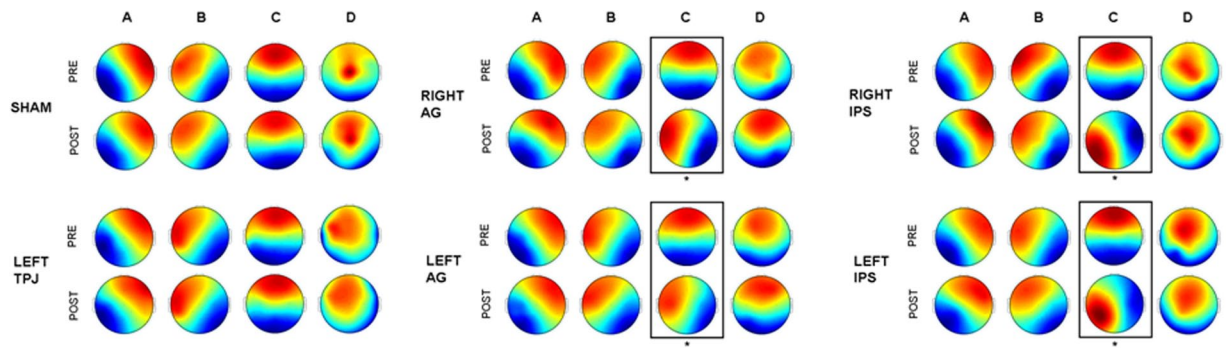 A B C D A B C D A B C D
PRE PRE PRE
SHAM RIGHT AG RIGHT IPS
POST POST POST
* *
PRE PRE PRE
LEFT TPJ LEFT AG LEFT IPS
POST POST POST
* *